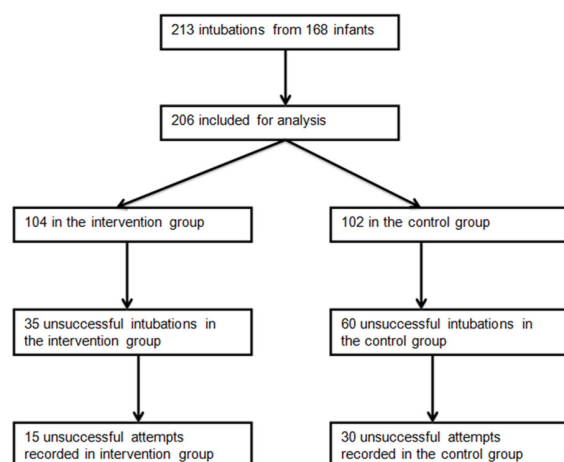 213 intubations from 168 infants
206 included for analysis
104 in the intervention group
102 in the control group
35 unsuccessful intubations in
the intervention group
60 unsuccessful intubations in
the control group
15 unsuccessful attempts
recorded in intervention group
30 unsuccessful attempts
recorded in the control group